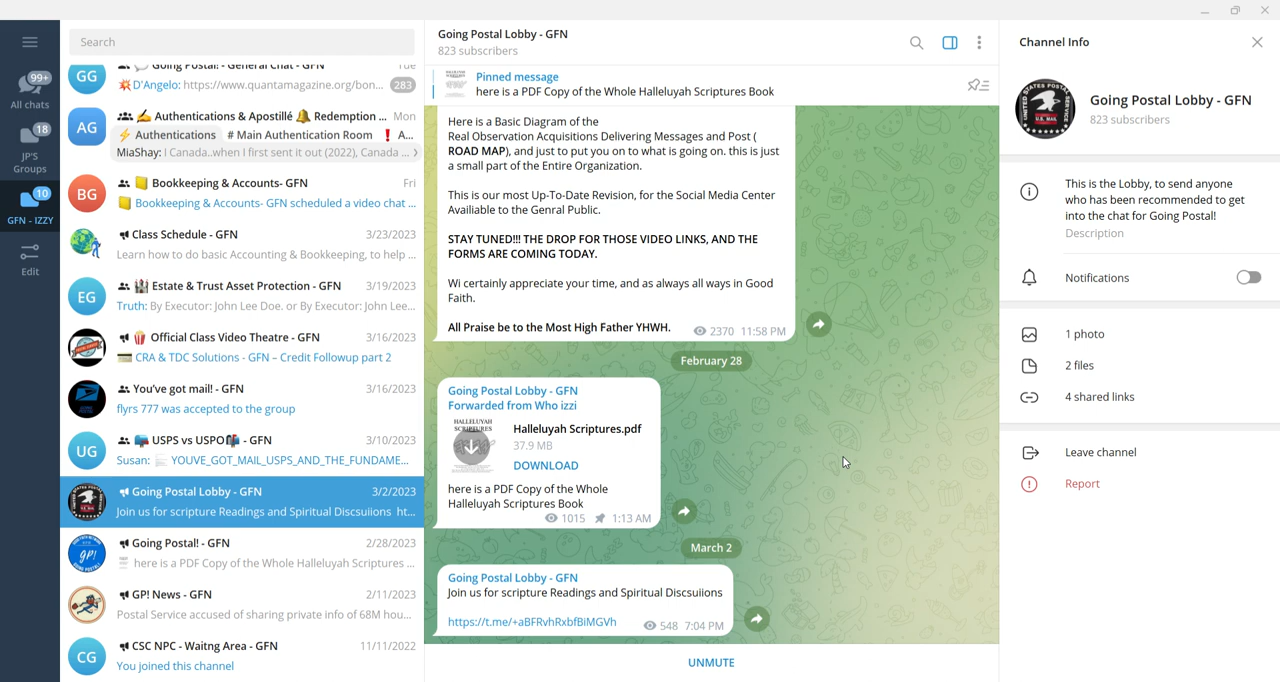 99+
All chats
18
JP'S
Groups
10
GFN - IZZY
Edit
Search
GG
Going Postal! - General Chat - GFN Tue
D'Angelo: https://www.quantamagazine.org/bon... 283
AG
Authentications & Apostillé Redemption ... Mon
Authentications # Main Authentication Room A...
MiaShay: I Canada..when I first sent it out (2022), Canada ...
BG
Bookkeeping & Accounts- GFN Fri
Bookkeeping & Accounts- GFN scheduled a video chat ...
Class Schedule - GFN 3/23/2023
Learn how to do basic Accounting & Bookkeeping, to help ...
EG
Estate & Trust Asset Protection - GFN 3/19/2023
Truth: By Executor: John Lee Doe. or By Executor: John Lee...
Official Class Video Theatre - GFN 3/16/2023
CRA & TDC Solutions - GFN – Credit Followup part 2
You've got mail! - GFN 3/16/2023
flyrs 777 was accepted to the group
UG
USPS vs USPO - GFN 3/10/2023
Susan: YOUVE_GOT_MAIL_USPS_AND_THE_FUNDAME...
Going Postal Lobby - GFN 3/2/2023
Join us for scripture Readings and Spiritual Discsuiions ht...
gp!
Going Postal! - GFN 2/28/2023
here is a PDF Copy of the Whole Halleluyah Scriptures ...
GP! News - GFN 2/11/2023
Postal Service accused of sharing private info of 68M hou...
CG
CSC NPC - Waitng Area - GFN 11/11/2022
You joined this channel
Going Postal Lobby - GFN
823 subscribers
Pinned message
here is a PDF Copy of the Whole Halleluyah Scriptures Book
Here is a Basic Diagram of the
Real Observation Acquisitions Delivering Messages and Post (
ROAD MAP), and just to put you on to what is going on. this is just
a small part of the Entire Organization.
This is our most Up-To-Date Revision, for the Social Media Center
Availiable to the Genral Public.
STAY TUNED!!! THE DROP FOR THOSE VIDEO LINKS, AND THE
FORMS ARE COMING TODAY.
Wi certainly appreciate your time, and as always all ways in Good
Faith.
All Praise be to the Most High Father YHWH. 2370 11:58 PM
February 28
Going Postal Lobby - GFN
Forwarded from Who izzi
HALLELUYAH
SCRIPTURES
Halleluyah Scriptures.pdf
37.9 MB
DOWNLOAD
here is a PDF Copy of the Whole
Halleluyah Scriptures Book
1015 1:13 AM
March 2
Going Postal Lobby - GFN
Join us for scripture Readings and Spiritual Discsuiions
https://t.me/+aBFRvhRxbfBiMGVh 548 7:04 PM
UNMUTE
Channel Info
UNITED STATES POSTAL SERVICE
U.S. MAIL
Going Postal Lobby - GFN
823 subscribers
This is the Lobby, to send anyone
who has been recommended to get
into the chat for Going Postal!
Description
Notifications
1 photo
2 files
4 shared links
Leave channel
Report